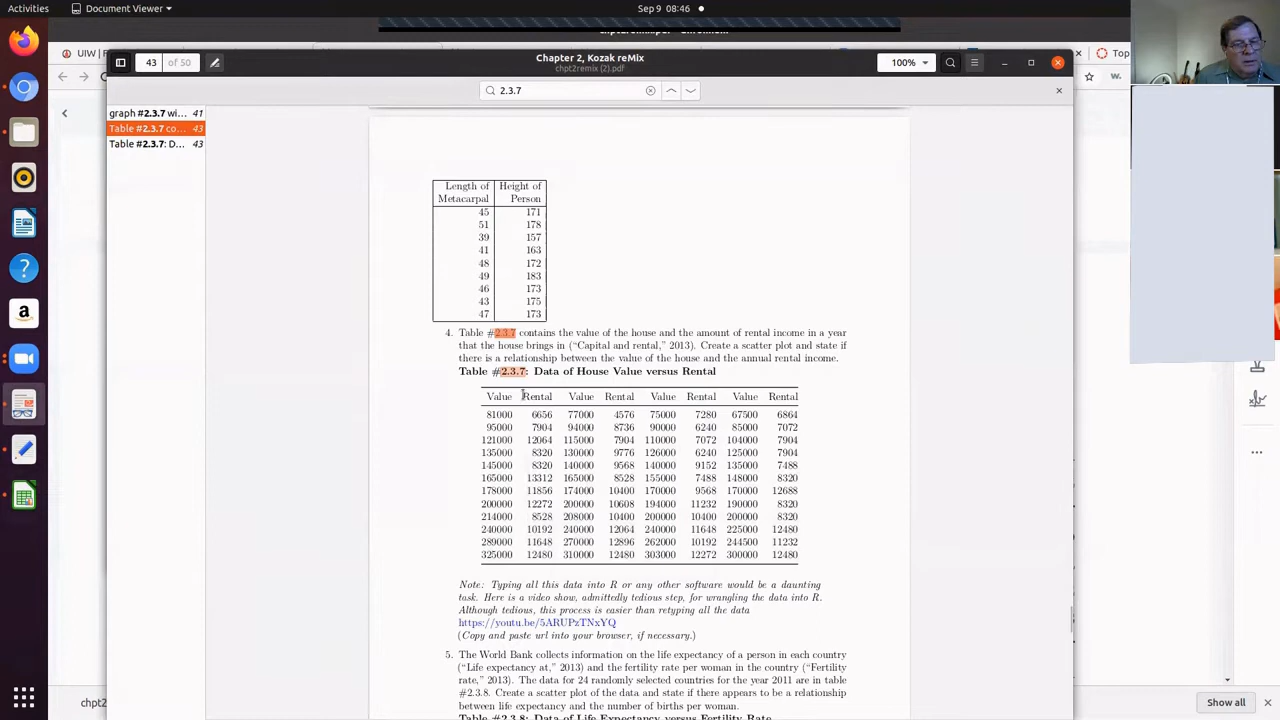 Activities
Document Viewer
Sep 9 08:46
UIW |
Top
Chapter 2, Kozak reMix
chpt2remix (2).pdf
43 of 50
100%
2.3.7
graph #2.3.7 wi... 41
Table #2.3.7 co... 43
Table #2.3.7: D... 43
Length of Metacarpal Height of Person
45 171
51 178
39 157
41 163
48 172
49 183
46 173
43 175
47 173
4. Table #2.3.7 contains the value of the house and the amount of rental income in a year
that the house brings in ("Capital and rental," 2013). Create a scatter plot and state if
there is a relationship between the value of the house and the annual rental income.
Table #2.3.7: Data of House Value versus Rental
Value Rental Value Rental Value Rental Value Rental
81000 6656 77000 4576 75000 7280 67500 6864
95000 7904 94000 8736 90000 6240 85000 7072
121000 12064 115000 7904 110000 7072 104000 7904
135000 8320 130000 9776 126000 6240 125000 7904
145000 8320 140000 9568 140000 9152 135000 7488
165000 13312 165000 8528 155000 7488 148000 8320
178000 11856 174000 10400 170000 9568 170000 12688
200000 12272 200000 10608 194000 11232 190000 8320
214000 8528 208000 10400 200000 10400 200000 8320
240000 10192 240000 12064 240000 11648 225000 12480
289000 11648 270000 12896 262000 10192 244500 11232
325000 12480 310000 12480 303000 12272 300000 12480
Note: Typing all this data into R or any other software would be a daunting
task. Here is a video show, admittedly tedious step, for wrangling the data into R.
Although tedious, this process is easier than retyping all the data
https://youtu.be/5ARUPzTNxYQ
(Copy and paste url into your browser, if necessary.)
5. The World Bank collects information on the life expectancy of a person in each country
("Life expectancy at," 2013) and the fertility rate per woman in the country ("Fertility
rate," 2013). The data for 24 randomly selected countries for the year 2011 are in table
#2.3.8. Create a scatter plot of the data and state if there appears to be a relationship
between life expectancy and the number of births per woman.
Table #2.3.8: Data of Life Expectancy versus Fertility Rate
chpt2
Show all